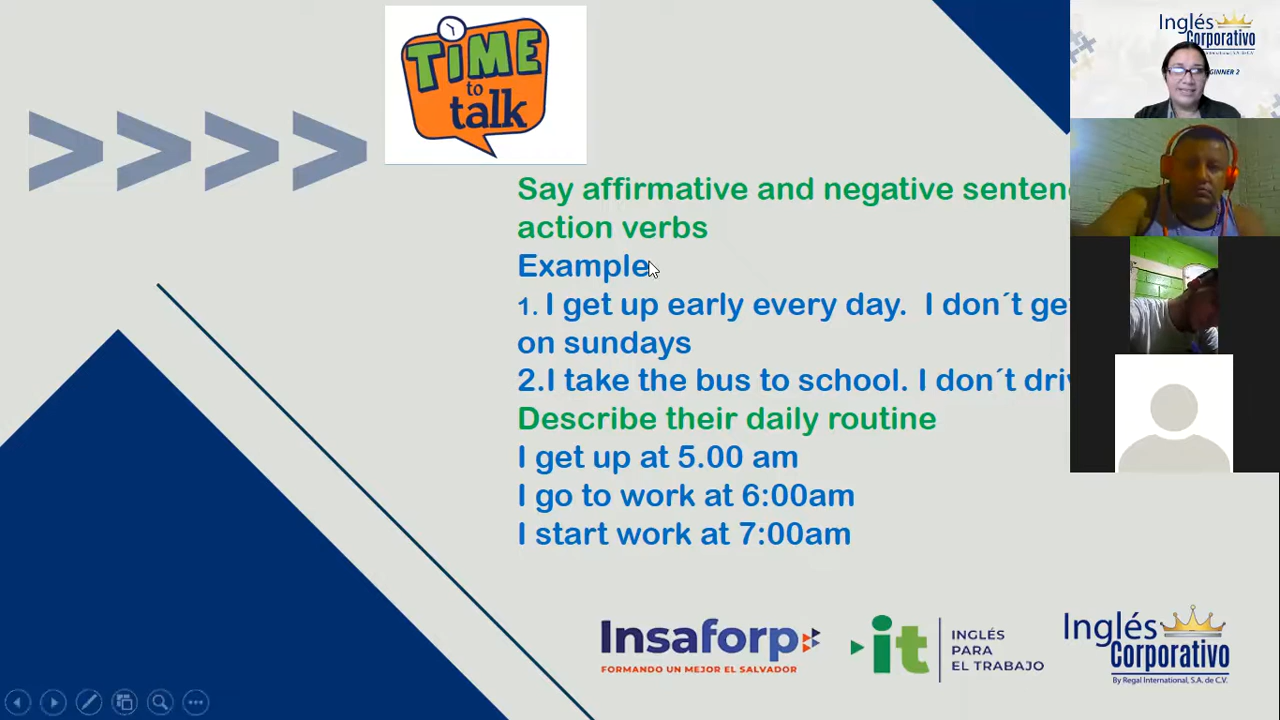 TiME
to
talk
Say affirmative and negative
action verbs
Example
1. I get up early every day. I don´t
on sundays
2.I take the bus to school. I don´t
Describe their daily routine
I get up at 5.00 am
I go to work at 6:00am
I start work at 7:00am
Insaforp
FORMANDO UN MEJOR EL SALVADOR
it
INGLÉS
PARA
EL TRABAJO
Inglés
Corporativo
By Regal International, S.A. de C.V.
Inglés
Corporativo
International, S.A. de C.V.